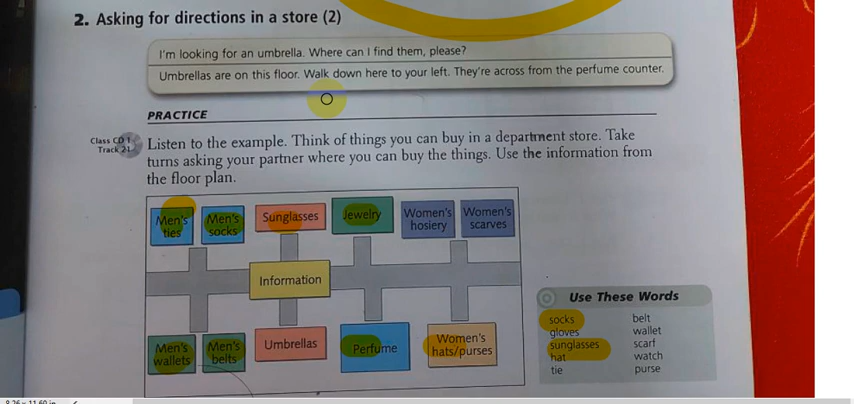 2. Asking for directions in a store (2)
I'm looking for an umbrella. Where can I find them, please?
Umbrellas are on this floor. Walk down here to your left. They're across from the perfume counter.
PRACTICE
Class CD 1
Track 21
Listen to the example. Think of things you can buy in a department store. Take
turns asking your partner where you can buy the things. Use the information from
the floor plan.
Men's
ties
Men's
socks
Sunglasses
Jewelry
Women's
hosiery
Women's
scarves
Information
Men's
wallets
Men's
belts
Umbrellas
Perfume
Women's
hats/purses
Use These Words
socks
gloves
sunglasses
hat
tie
belt
wallet
scarf
watch
purse